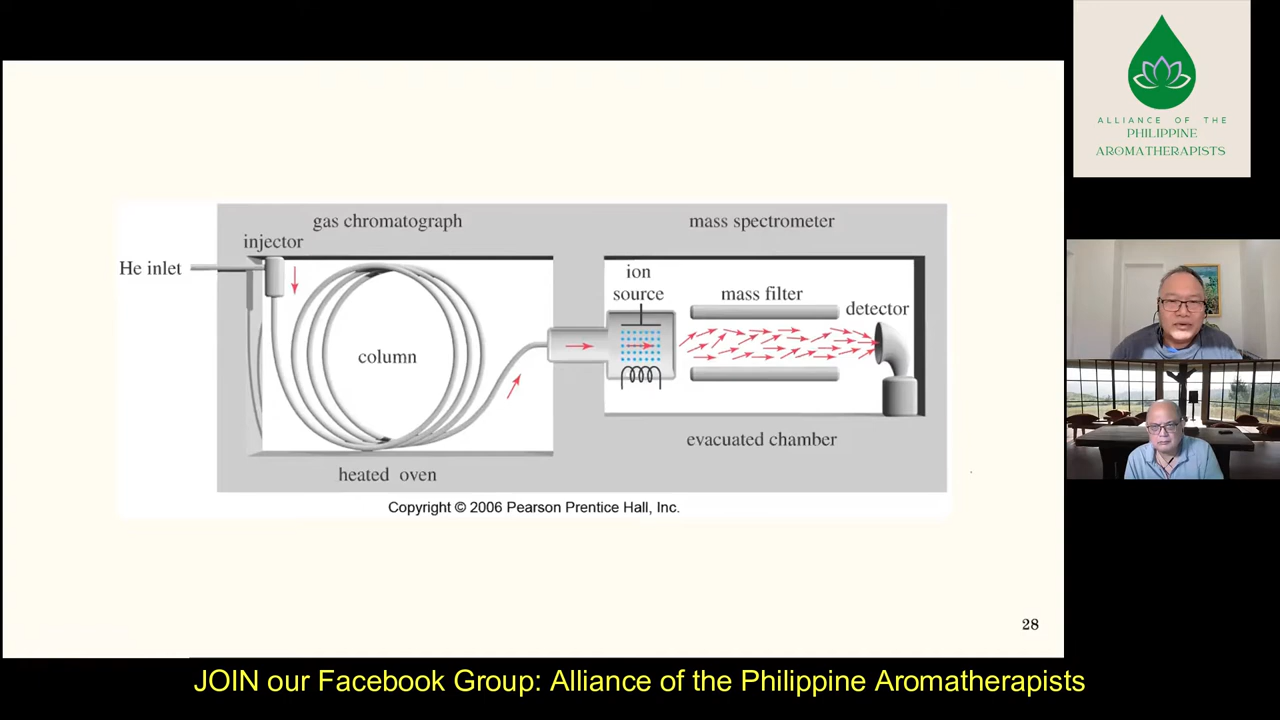 ALLIANCE OF THE
PHILIPPINE
AROMATHERAPISTS
gas chromatograph
mass spectrometer
injector
He inlet
ion
source
mass filter
detector
column
evacuated chamber
heated oven
Copyright © 2006 Pearson Prentice Hall, Inc.
28
JOIN our Facebook Group: Alliance of the Philippine Aromatherapists